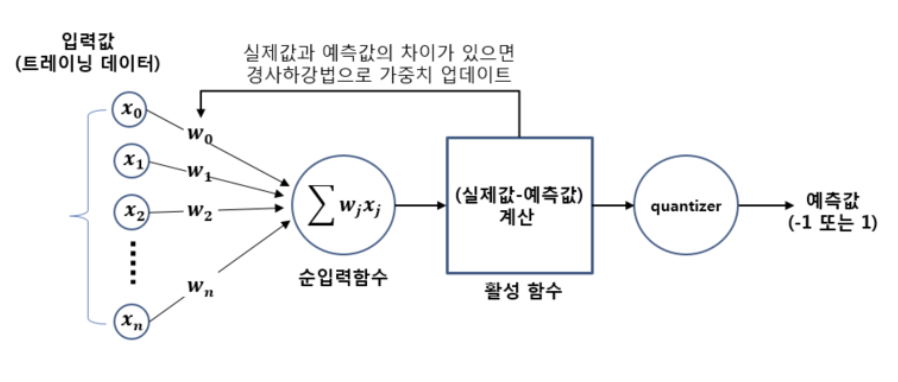 입력값
(트레이닝 데이터)
실제값과 예측값의 차이가 있으면
경사하강법으로 가중치 업데이트
x₀
w₀
x₁
w₁
x₂
w₂
wₙ
xₙ
∑ wⱼxⱼ
순입력함수
(실제값-예측값)
계산
활성 함수
quantizer
예측값
(-1 또는 1)